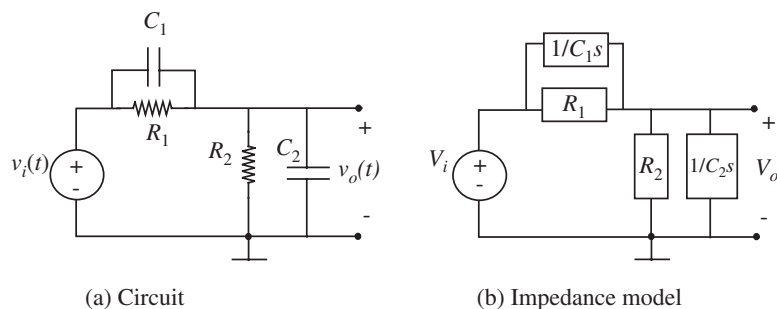 C₁
R₁
vᵢ(t)
+
-
R₂
C₂
+
vₒ(t)
-
(a) Circuit
1/C₁s
R₁
Vᵢ
+
-
R₂
1/C₂s
+
Vₒ
-
(b) Impedance model